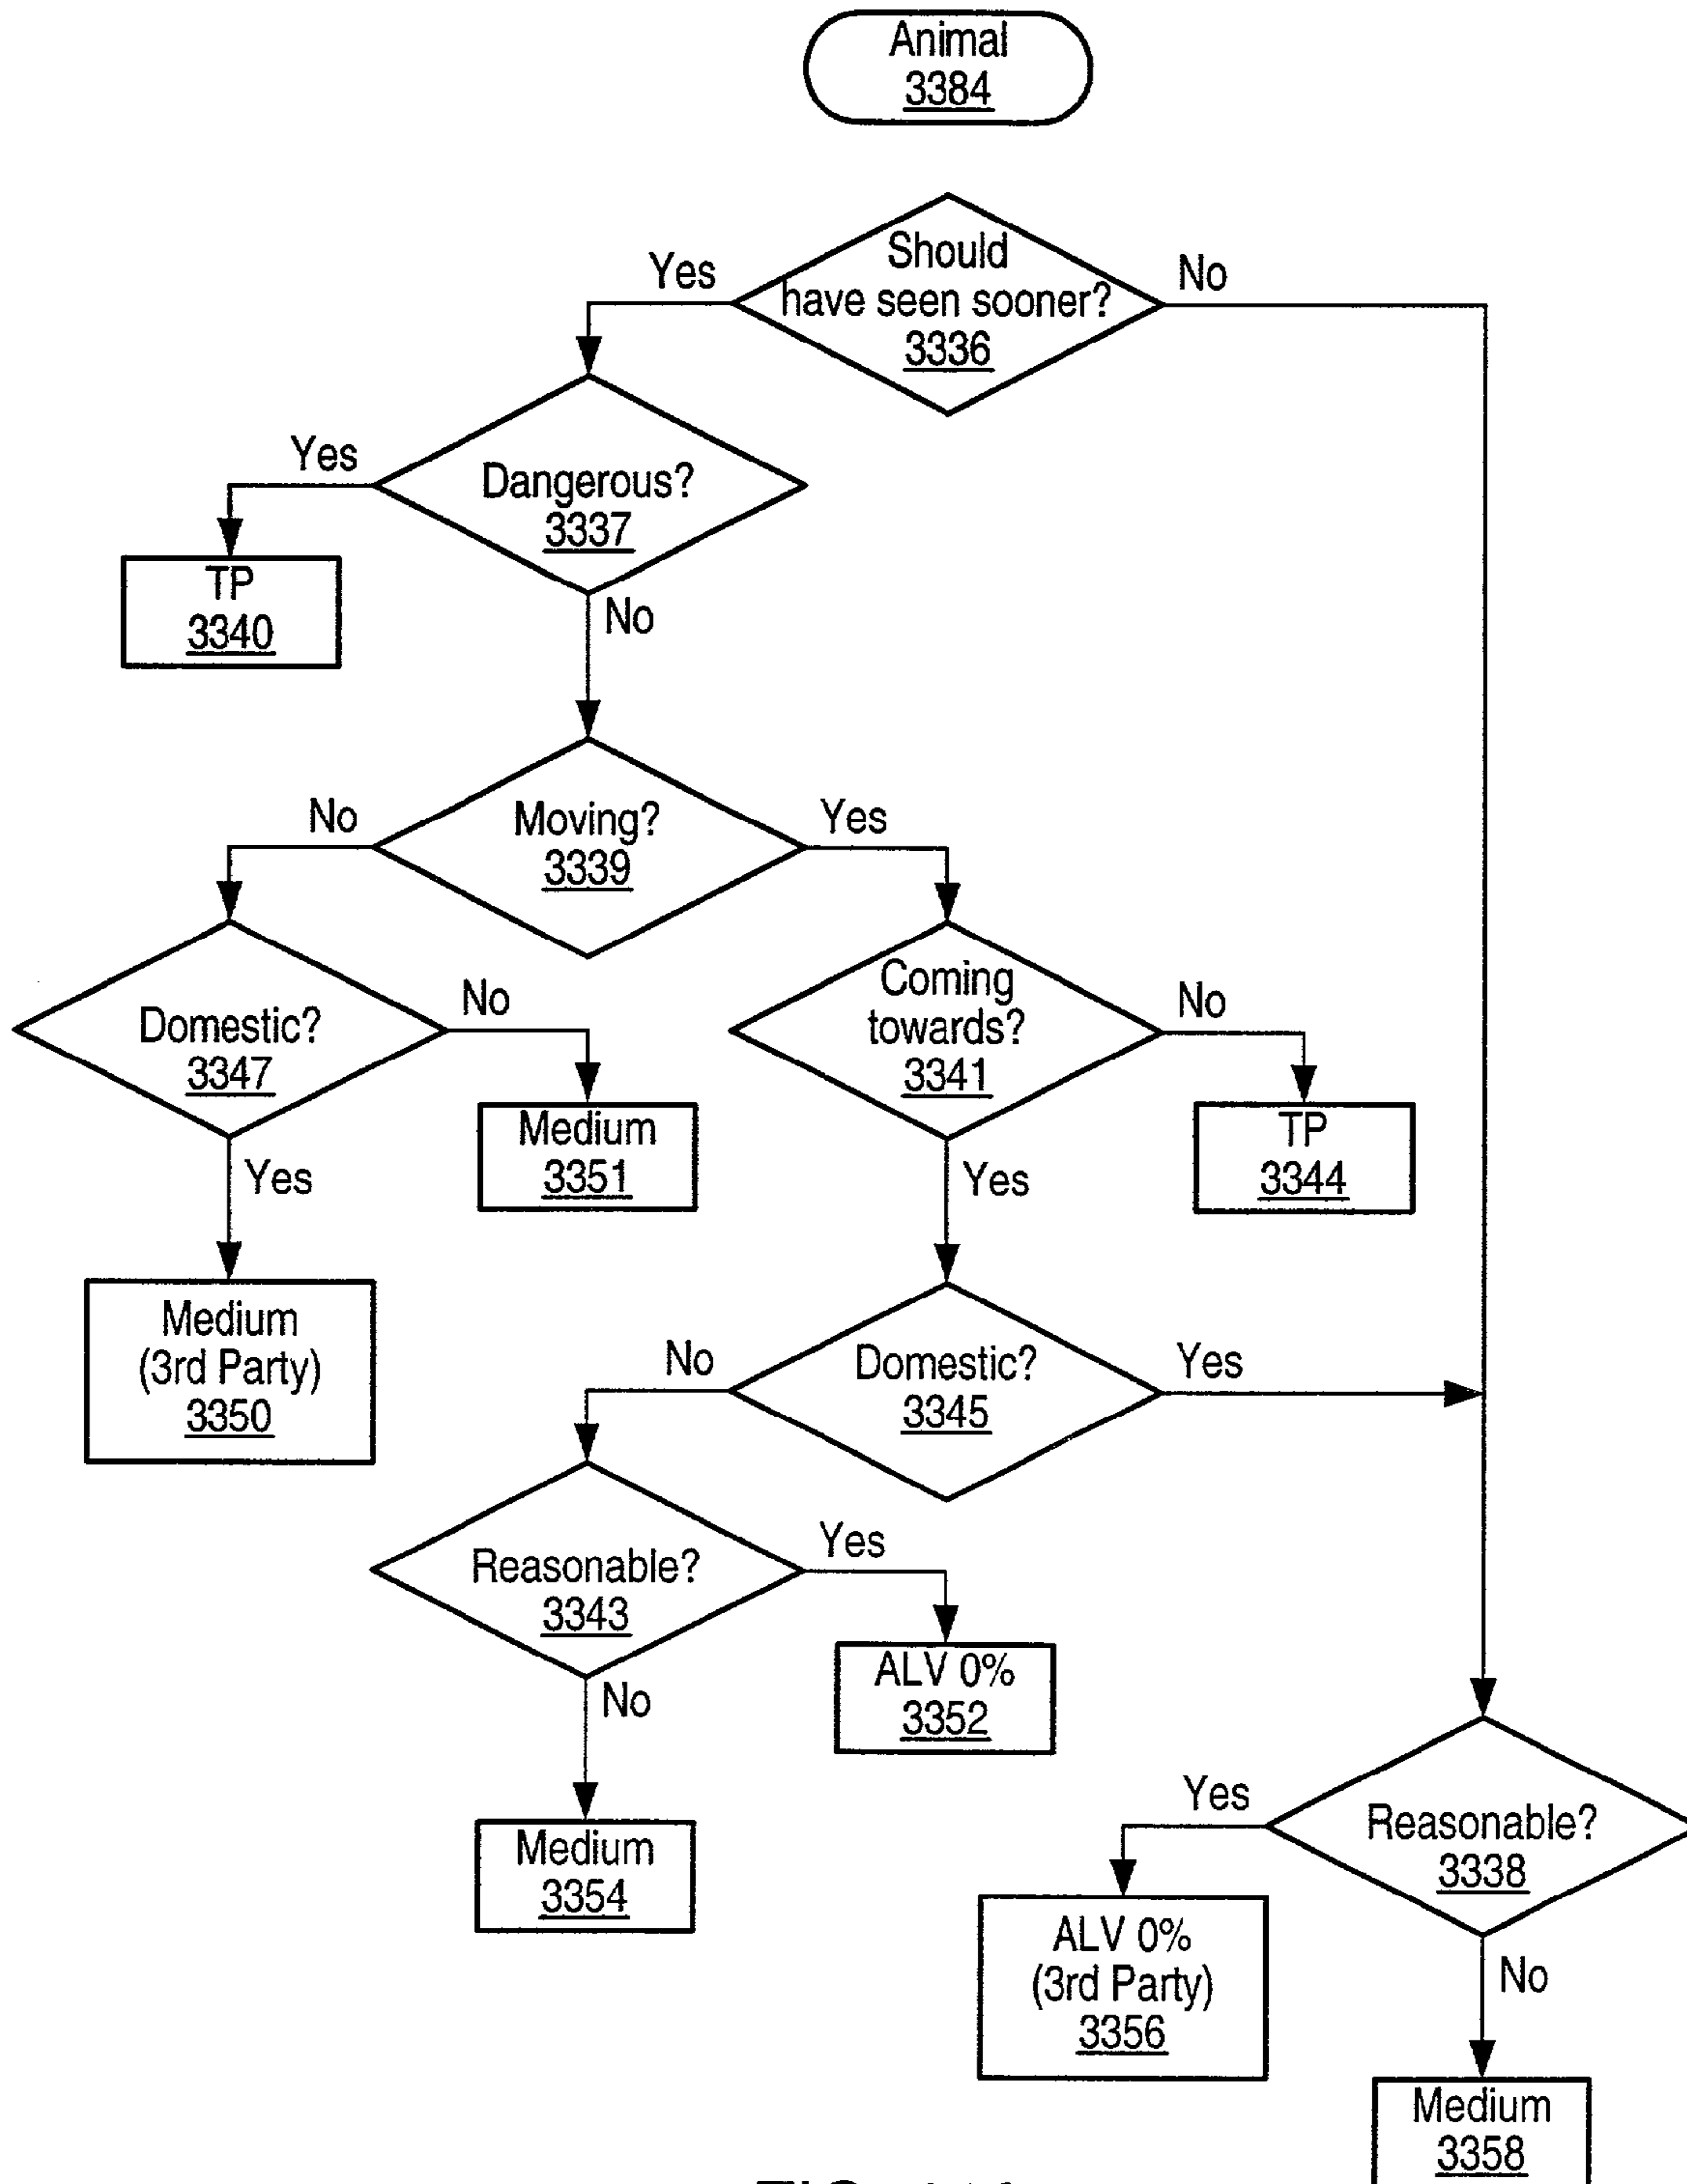 Animal
3384
Should
have seen sooner?
3336
Yes
No
Dangerous?
3337
Yes
No
TP
3340
Moving?
3339
No
Yes
Domestic?
3347
No
Yes
Coming
towards?
3341
No
Yes
Medium
3351
TP
3344
Medium
(3rd Party)
3350
Domestic?
3345
No
Yes
Reasonable?
3343
Yes
No
ALV 0%
3352
Medium
3354
Reasonable?
3338
Yes
No
ALV 0%
(3rd Party)
3356
Medium
3358